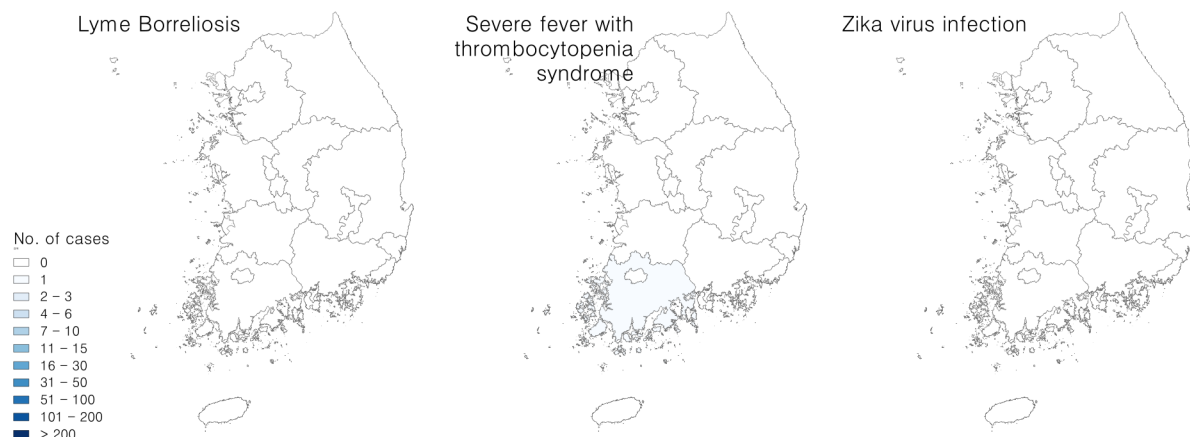 Lyme Borreliosis
Severe fever with
thrombocytopenia
syndrome
Zika virus infection
No. of cases
0
1
2 – 3
4 – 6
7 – 10
11 – 15
16 – 30
31 – 50
51 – 100
101 – 200
> 200